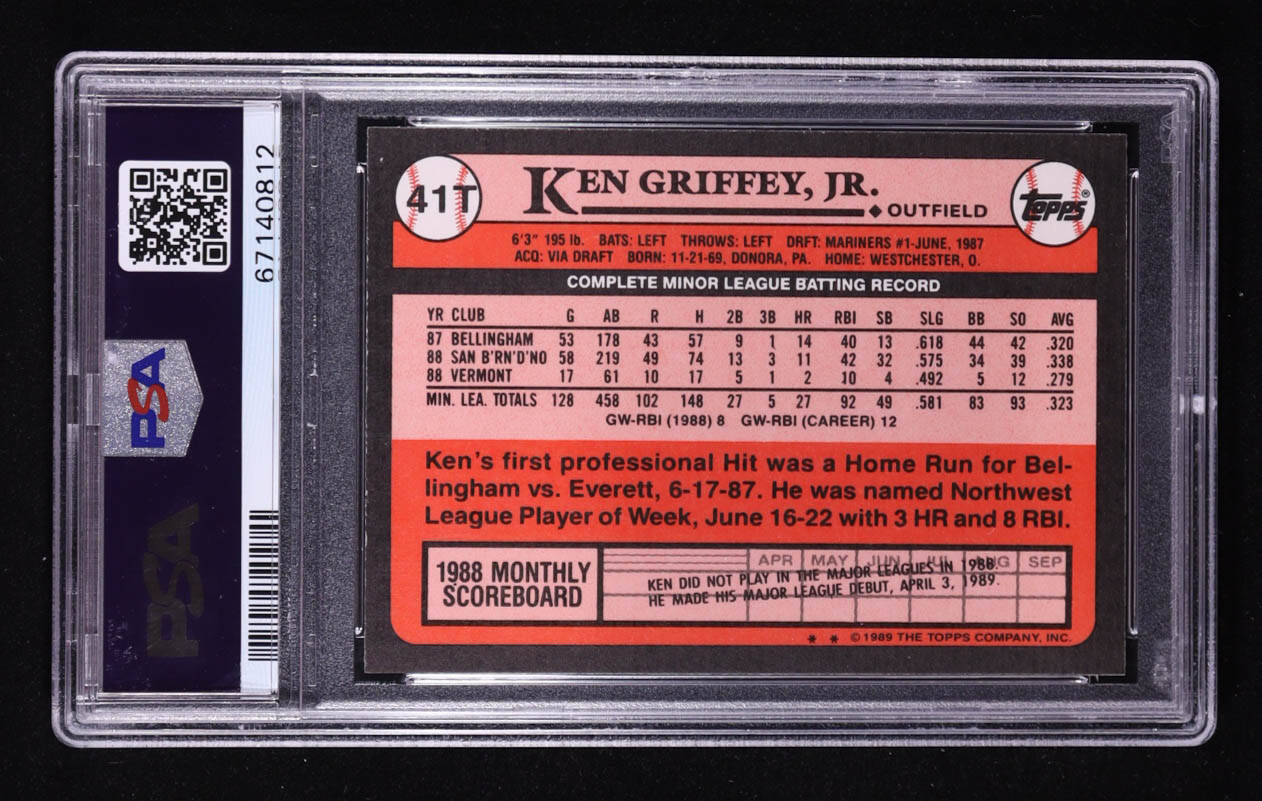 67140812
PSA
PSA
41T
KEN GRIFFEY, JR.
OUTFIELD
Topps®
6'3" 195 lb. BATS: LEFT THROWS: LEFT DRFT: MARINERS #1-JUNE, 1987
ACQ: VIA DRAFT BORN: 11-21-69, DONORA, PA. HOME: WESTCHESTER, O.
COMPLETE MINOR LEAGUE BATTING RECORD
YR CLUB G AB R H 2B 3B HR RBI SB SLG BB SO AVG
87 BELLINGHAM 53 178 43 57 9 1 14 40 13 .618 44 42 .320
88 SAN B'RN'D'NO 58 219 49 74 13 3 11 42 32 .575 34 39 .338
88 VERMONT 17 61 10 17 5 1 2 10 4 .492 5 12 .279
MIN. LEA. TOTALS 128 458 102 148 27 5 27 92 49 .581 83 93 .323
GW-RBI (1988) 8 GW-RBI (CAREER) 12
Ken's first professional Hit was a Home Run for Bel-
lingham vs. Everett, 6-17-87. He was named Northwest
League Player of Week, June 16-22 with 3 HR and 8 RBI.
1988 MONTHLY
SCOREBOARD
APR MAY JUN JUL AUG SEP
KEN DID NOT PLAY IN THE MAJOR LEAGUES IN 1988.
HE MADE HIS MAJOR LEAGUE DEBUT, APRIL 3, 1989.
* * © 1989 THE TOPPS COMPANY, INC.